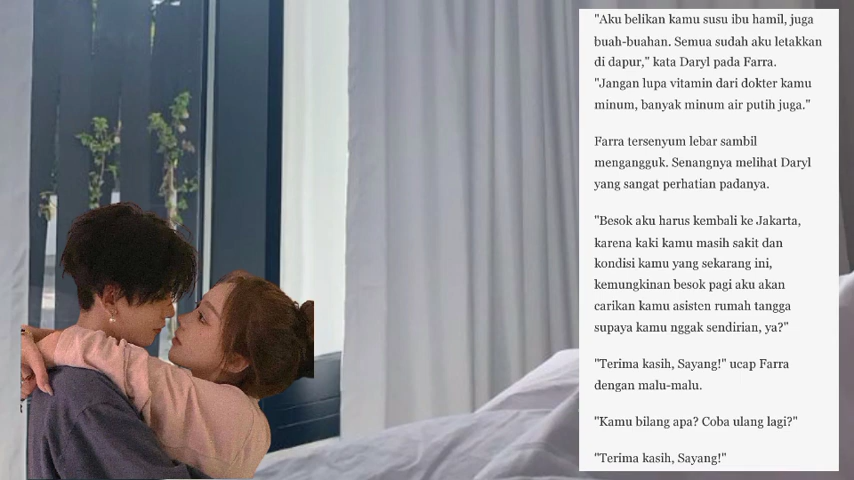 "Aku belikan kamu susu ibu hamil, juga
buah-buahan. Semua sudah aku letakkan
di dapur," kata Daryl pada Farra.
"Jangan lupa vitamin dari dokter kamu
minum, banyak minum air putih juga."
Farra tersenyum lebar sambil
mengangguk. Senangnya melihat Daryl
yang sangat perhatian padanya.
"Besok aku harus kembali ke Jakarta,
karena kaki kamu masih sakit dan
kondisi kamu yang sekarang ini,
kemungkinan besok pagi aku akan
carikan kamu asisten rumah tangga
supaya kamu nggak sendirian, ya?"
"Terima kasih, Sayang!" ucap Farra
dengan malu-malu.
"Kamu bilang apa? Coba ulang lagi?"
"Terima kasih, Sayang!"